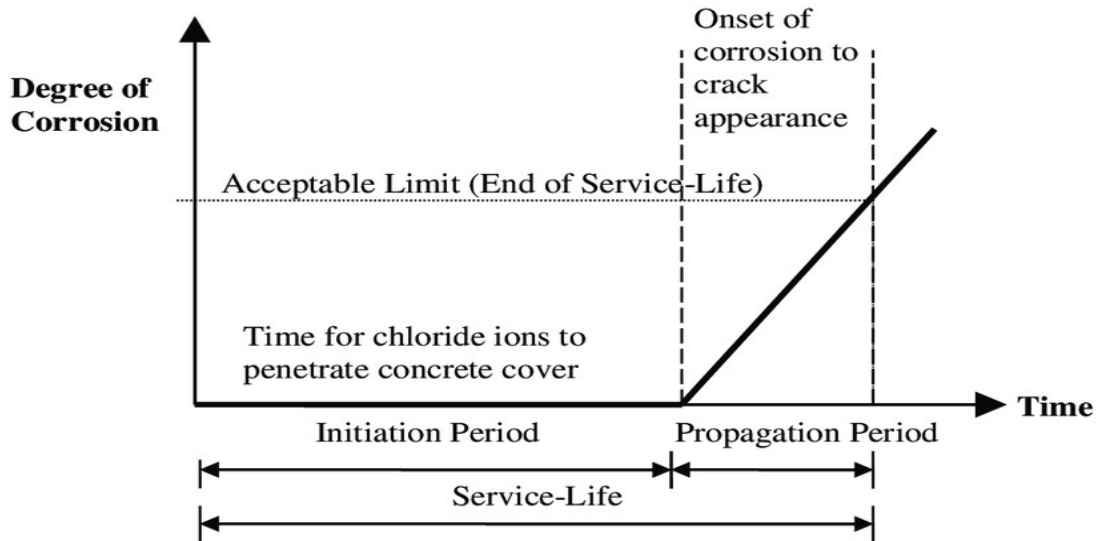 Onset of
corrosion to
crack
appearance
Degree of
Corrosion
Acceptable Limit (End of Service-Life)
Time for chloride ions to
penetrate concrete cover
Time
Initiation Period
Propagation Period
Service-Life